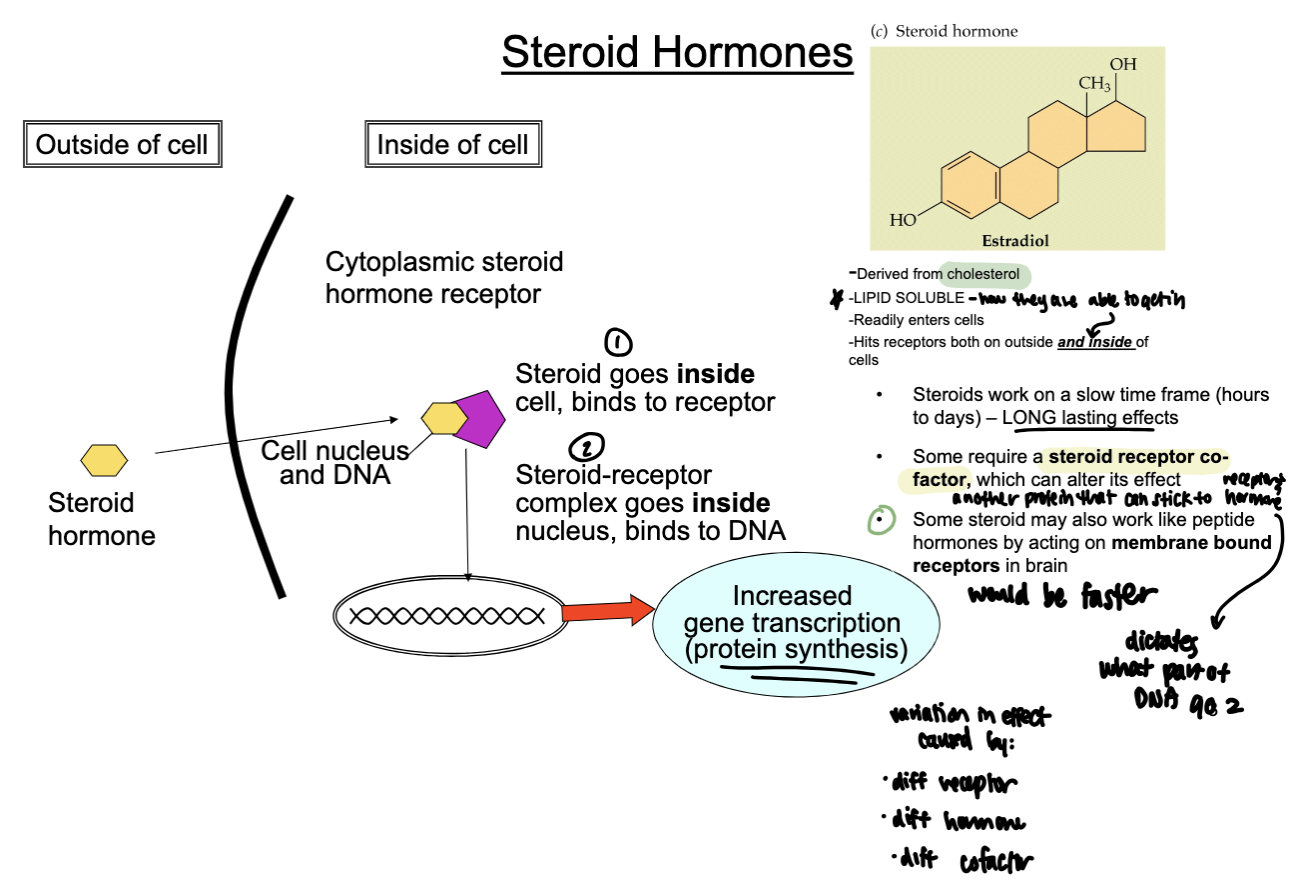 Steroid Hormones
(c) Steroid hormone
OH
CH3
HO
Estradiol
Outside of cell
Inside of cell
Cytoplasmic steroid
hormone receptor
1
Steroid goes inside
cell, binds to receptor
Cell nucleus
and DNA
2
Steroid-receptor
complex goes inside
nucleus, binds to DNA
Steroid
hormone
Increased
gene transcription
(protein synthesis)
-Derived from cholesterol
-LIPID SOLUBLE - how they are able to get in
-Readily enters cells
-Hits receptors both on outside and inside of
cells
• Steroids work on a slow time frame (hours
to days) – LONG lasting effects
• Some require a steroid receptor co-
factor, which can alter its effect
another protein that can stick to receptor &
hormone
• Some steroid may also work like peptide
hormones by acting on membrane bound
receptors in brain
would be faster
dictates
what part of
DNA go 2
variation in effect
caused by:
· diff receptor
· diff hormone
· diff cofactor